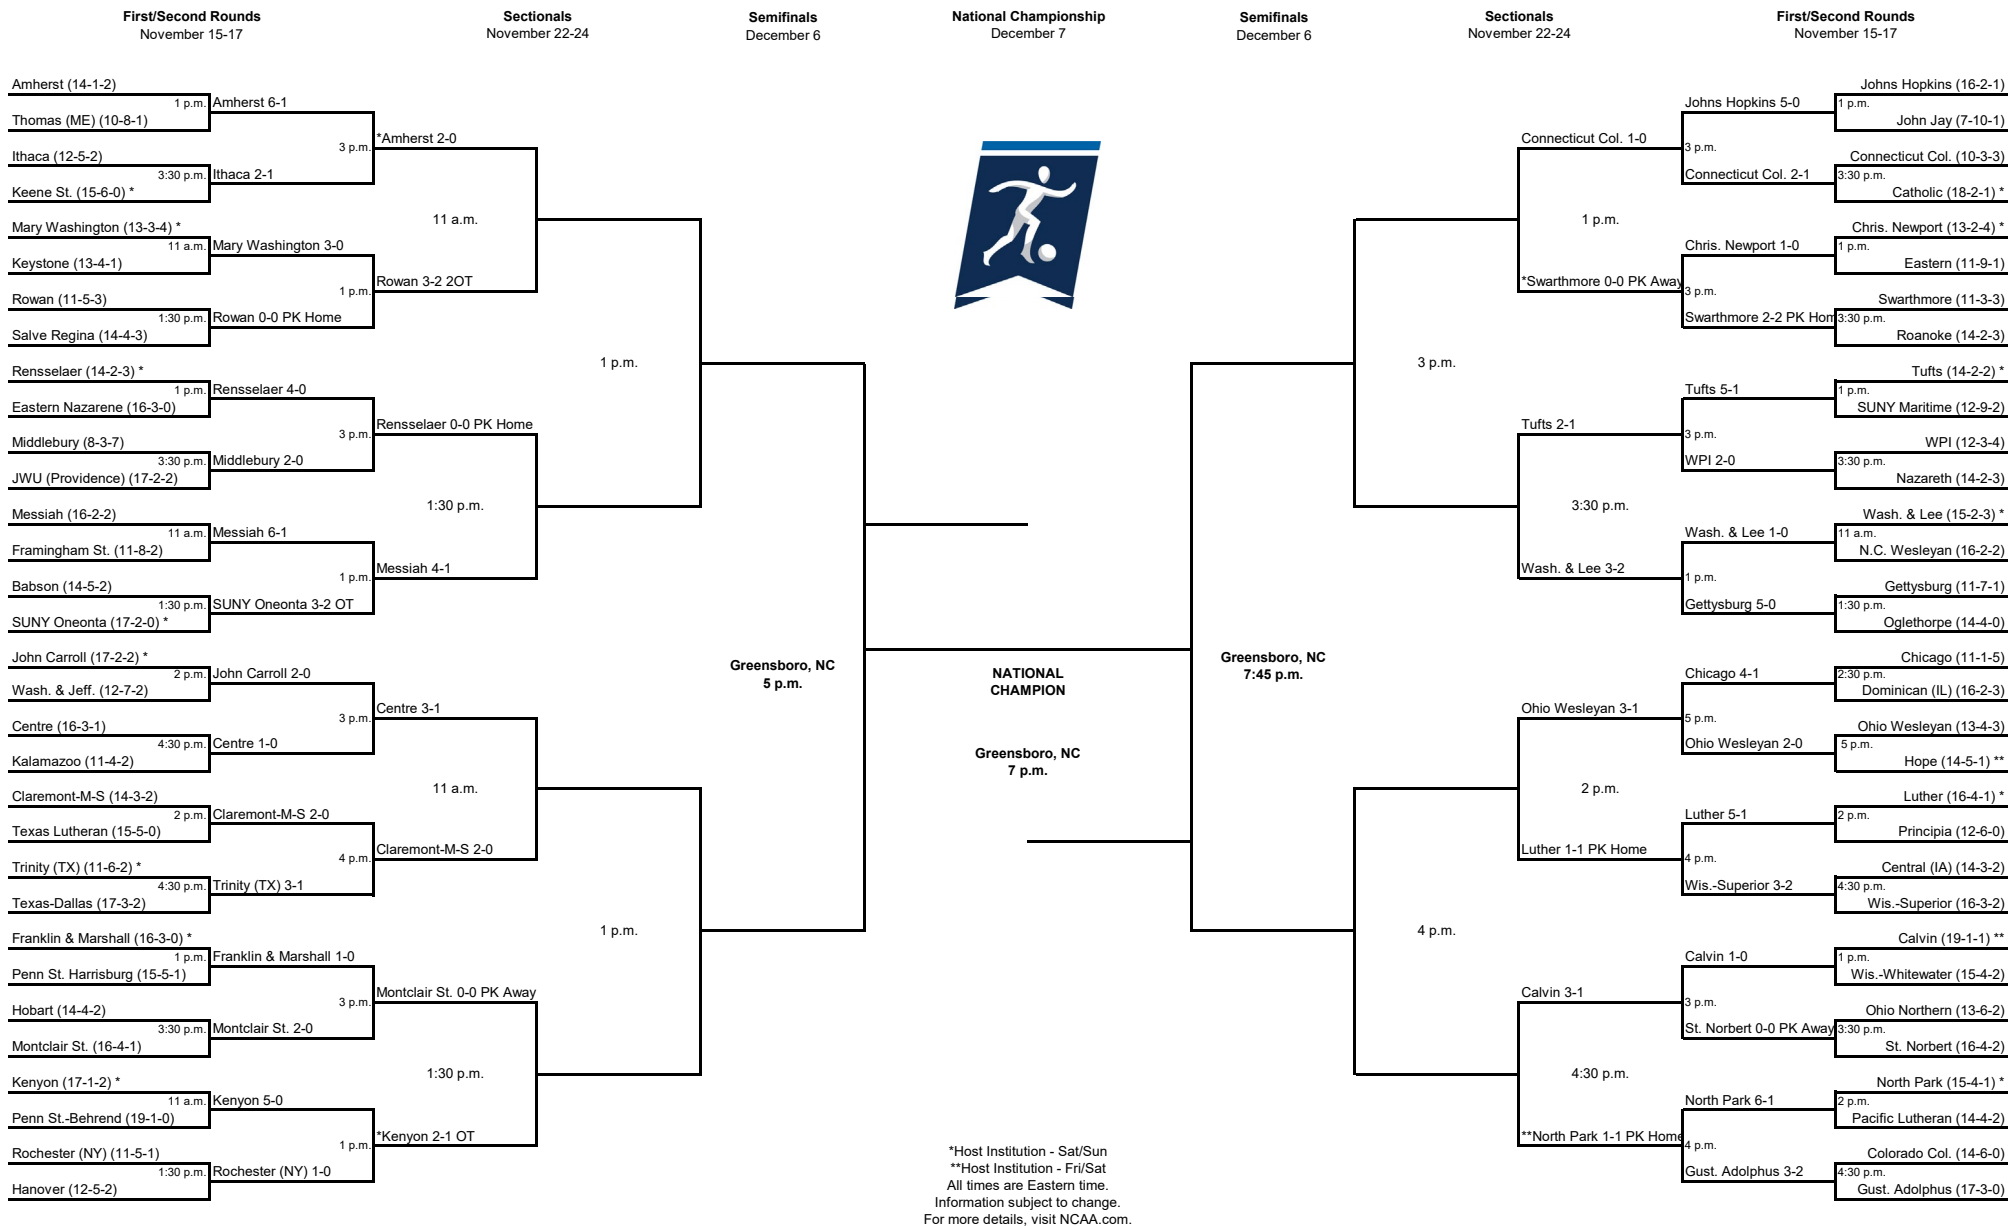 First/Second Rounds
November 15-17
Sectionals
November 22-24
Semifinals
December 6
National Championship
December 7
Semifinals
December 6
Sectionals
November 22-24
First/Second Rounds
November 15-17
Amherst (14-1-2)
1 p.m.
Amherst 6-1
Thomas (ME) (10-8-1)
3 p.m.
*Amherst 2-0
Ithaca (12-5-2)
3:30 p.m.
Ithaca 2-1
Keene St. (15-6-0) *
11 a.m.
Mary Washington (13-3-4) *
11 a.m.
Mary Washington 3-0
Keystone (13-4-1)
1 p.m.
Rowan 3-2 2OT
Rowan (11-5-3)
1:30 p.m.
Rowan 0-0 PK Home
Salve Regina (14-4-3)
1 p.m.
Rensselaer (14-2-3) *
1 p.m.
Rensselaer 4-0
Eastern Nazarene (16-3-0)
3 p.m.
Rensselaer 0-0 PK Home
Middlebury (8-3-7)
3:30 p.m.
Middlebury 2-0
JWU (Providence) (17-2-2)
1:30 p.m.
Messiah (16-2-2)
11 a.m.
Messiah 6-1
Framingham St. (11-8-2)
1 p.m.
Messiah 4-1
Babson (14-5-2)
1:30 p.m.
SUNY Oneonta 3-2 OT
SUNY Oneonta (17-2-0) *
Greensboro, NC
5 p.m.
John Carroll (17-2-2) *
2 p.m.
John Carroll 2-0
Wash. & Jeff. (12-7-2)
3 p.m.
Centre 3-1
Centre (16-3-1)
4:30 p.m.
Centre 1-0
Kalamazoo (11-4-2)
11 a.m.
Claremont-M-S (14-3-2)
2 p.m.
Claremont-M-S 2-0
Texas Lutheran (15-5-0)
4 p.m.
Claremont-M-S 2-0
Trinity (TX) (11-6-2) *
4:30 p.m.
Trinity (TX) 3-1
Texas-Dallas (17-3-2)
1 p.m.
Franklin & Marshall (16-3-0) *
1 p.m.
Franklin & Marshall 1-0
Penn St. Harrisburg (15-5-1)
3 p.m.
Montclair St. 0-0 PK Away
Hobart (14-4-2)
3:30 p.m.
Montclair St. 2-0
Montclair St. (16-4-1)
1:30 p.m.
Kenyon (17-1-2) *
11 a.m.
Kenyon 5-0
Penn St.-Behrend (19-1-0)
1 p.m.
*Kenyon 2-1 OT
Rochester (NY) (11-5-1)
1:30 p.m.
Rochester (NY) 1-0
Hanover (12-5-2)
NATIONAL
CHAMPION
Greensboro, NC
7 p.m.
Johns Hopkins (16-2-1)
Johns Hopkins 5-0
1 p.m.
John Jay (7-10-1)
Connecticut Col. 1-0
3 p.m.
Connecticut Col. (10-3-3)
Connecticut Col. 2-1
3:30 p.m.
Catholic (18-2-1) *
1 p.m.
Chris. Newport (13-2-4) *
Chris. Newport 1-0
1 p.m.
Eastern (11-9-1)
*Swarthmore 0-0 PK Away
3 p.m.
Swarthmore (11-3-3)
Swarthmore 2-2 PK Hom
3:30 p.m.
Roanoke (14-2-3)
3 p.m.
Tufts (14-2-2) *
Tufts 5-1
1 p.m.
SUNY Maritime (12-9-2)
Tufts 2-1
3 p.m.
WPI (12-3-4)
WPI 2-0
3:30 p.m.
Nazareth (14-2-3)
3:30 p.m.
Wash. & Lee (15-2-3) *
Wash. & Lee 1-0
11 a.m.
N.C. Wesleyan (16-2-2)
Wash. & Lee 3-2
1 p.m.
Gettysburg (11-7-1)
Gettysburg 5-0
1:30 p.m.
Oglethorpe (14-4-0)
Greensboro, NC
7:45 p.m.
Chicago (11-1-5)
Chicago 4-1
2:30 p.m.
Dominican (IL) (16-2-3)
Ohio Wesleyan 3-1
5 p.m.
Ohio Wesleyan (13-4-3)
Ohio Wesleyan 2-0
5 p.m.
Hope (14-5-1) **
2 p.m.
Luther (16-4-1) *
Luther 5-1
2 p.m.
Principia (12-6-0)
Luther 1-1 PK Home
4 p.m.
Central (IA) (14-3-2)
Wis.-Superior 3-2
4:30 p.m.
Wis.-Superior (16-3-2)
4 p.m.
Calvin (19-1-1) **
Calvin 1-0
1 p.m.
Wis.-Whitewater (15-4-2)
Calvin 3-1
3 p.m.
Ohio Northern (13-6-2)
St. Norbert 0-0 PK Away
3:30 p.m.
St. Norbert (16-4-2)
4:30 p.m.
North Park (15-4-1) *
North Park 6-1
2 p.m.
Pacific Lutheran (14-4-2)
**North Park 1-1 PK Home
4 p.m.
Colorado Col. (14-6-0)
Gust. Adolphus 3-2
4:30 p.m.
Gust. Adolphus (17-3-0)
*Host Institution - Sat/Sun
**Host Institution - Fri/Sat
All times are Eastern time.
Information subject to change.
For more details, visit NCAA.com.